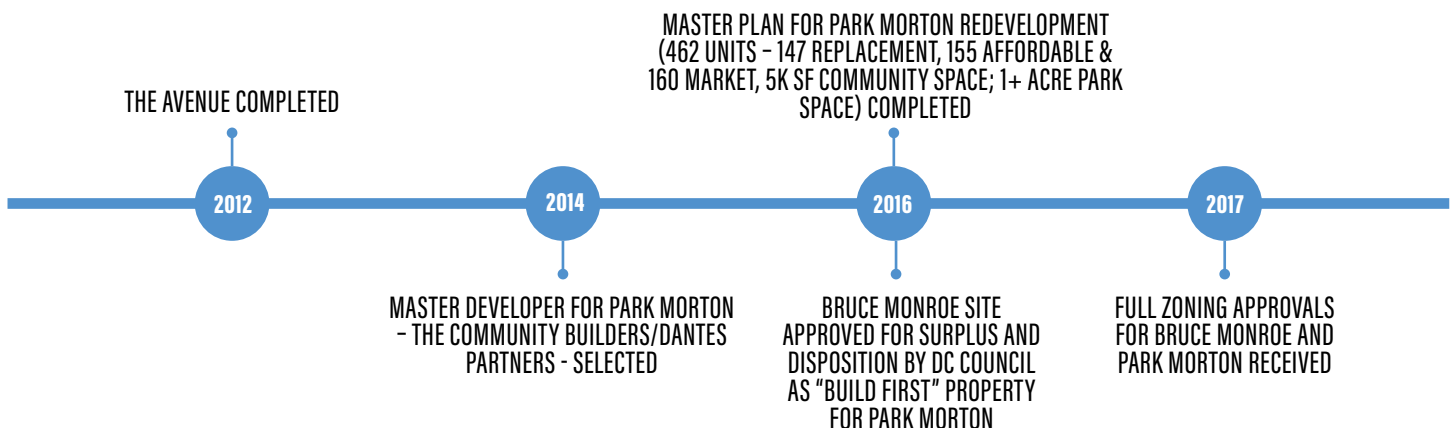 MASTER PLAN FOR PARK MORTON REDEVELOPMENT
(462 UNITS – 147 REPLACEMENT, 155 AFFORDABLE &
160 MARKET, 5K SF COMMUNITY SPACE; 1+ ACRE PARK
SPACE) COMPLETED
THE AVENUE COMPLETED
2012
2014
2016
2017
MASTER DEVELOPER FOR PARK MORTON
– THE COMMUNITY BUILDERS/DANTES
PARTNERS - SELECTED
BRUCE MONROE SITE
APPROVED FOR SURPLUS AND
DISPOSITION BY DC COUNCIL
AS “BUILD FIRST” PROPERTY
FOR PARK MORTON
FULL ZONING APPROVALS
FOR BRUCE MONROE AND
PARK MORTON RECEIVED